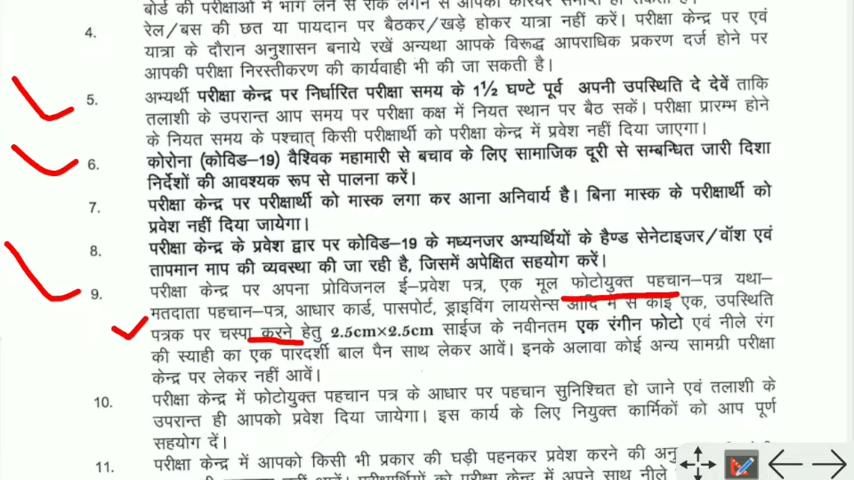 बोर्ड की परीक्षाओं में भाग लेने से रोक लगने से आपका कैरियर समाप्त हो सकता है।
4. रेल/बस की छत या पायदान पर बैठकर/खड़े होकर यात्रा नहीं करें। परीक्षा केन्द्र पर एवं
यात्रा के दौरान अनुशासन बनाये रखें अन्यथा आपके विरूद्ध आपराधिक प्रकरण दर्ज होने पर
आपकी परीक्षा निरस्तीकरण की कार्यवाही भी की जा सकती है।
5. अभ्यर्थी परीक्षा केन्द्र पर निर्धारित परीक्षा समय के 1½ घण्टे पूर्व अपनी उपस्थिति दे देवें ताकि
तलाशी के उपरान्त आप समय पर परीक्षा कक्ष में नियत स्थान पर बैठ सकें। परीक्षा प्रारम्भ होने
के नियत समय के पश्चात् किसी परीक्षार्थी को परीक्षा केन्द्र में प्रवेश नहीं दिया जाएगा।
6. कोरोना (कोविड–19) वैश्विक महामारी से बचाव के लिए सामाजिक दूरी से सम्बन्धित जारी दिशा
निर्देशों की आवश्यक रूप से पालना करें।
7. परीक्षा केन्द्र पर परीक्षार्थी को मास्क लगा कर आना अनिवार्य है। बिना मास्क के परीक्षार्थी को
प्रवेश नहीं दिया जायेगा।
8. परीक्षा केन्द्र के प्रवेश द्वार पर कोविड–19 के मध्यनजर अभ्यर्थियों के हैण्ड सेनेटाइजर/वॉश एवं
तापमान माप की व्यवस्था की जा रही है, जिसमें अपेक्षित सहयोग करें।
9. परीक्षा केन्द्र पर अपना प्रोविजनल ई–प्रवेश पत्र, एक मूल फोटोयुक्त पहचान–पत्र यथा–
मतदाता पहचान–पत्र, आधार कार्ड, पासपोर्ट, ड्राइविंग लायसेन्स आदि में से कोई एक, उपस्थिति
पत्रक पर चस्पा करने हेतु 2.5cm×2.5cm साईज के नवीनतम एक रंगीन फोटो एवं नीले रंग
की स्याही का एक पारदर्शी बाल पैन साथ लेकर आवें। इनके अलावा कोई अन्य सामग्री परीक्षा
केन्द्र पर लेकर नहीं आवें।
10. परीक्षा केन्द्र में फोटोयुक्त पहचान पत्र के आधार पर पहचान सुनिश्चित हो जाने एवं तलाशी के
उपरान्त ही आपको प्रवेश दिया जायेगा। इस कार्य के लिए नियुक्त कार्मिकों को आप पूर्ण
सहयोग दें।
11. परीक्षा केन्द्र में आपको किसी भी प्रकार की घड़ी पहनकर प्रवेश करने की
नहीं आवें। परीक्षार्थियों को परीक्षा केन्द्र में अपने साथ नीले